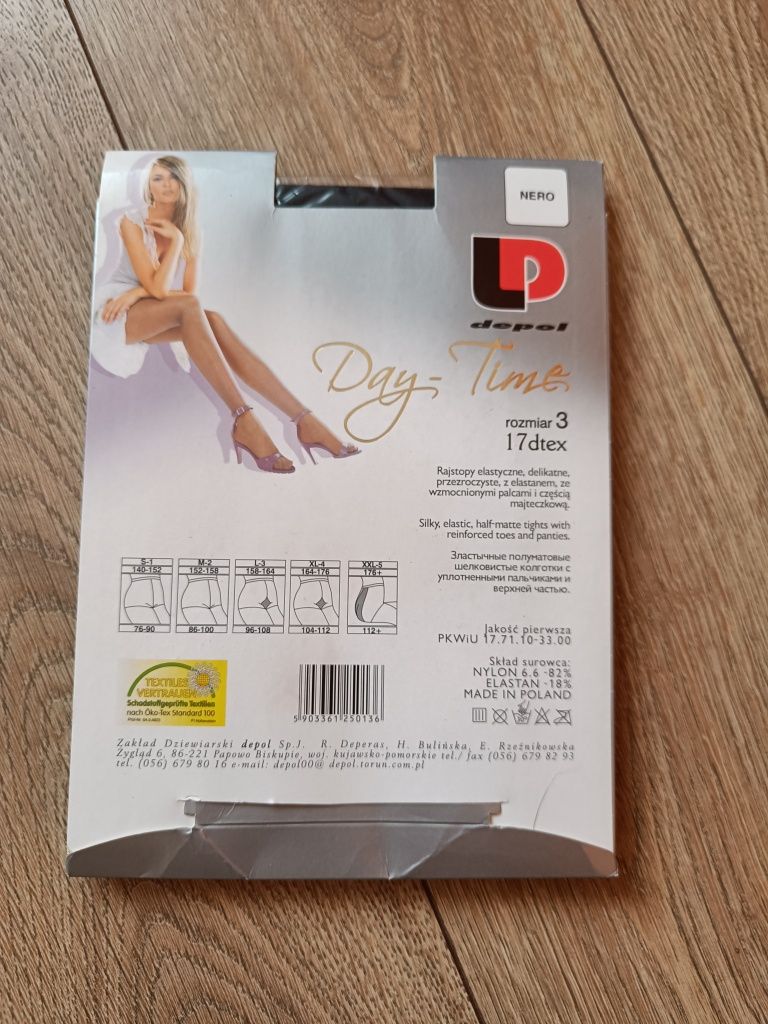 NERO
depol
Day-Time
rozmiar 3
17dtex
Rajstopy elastyczne, delikatne,
przezroczyste, z elastanem, ze
wzmocnionymi palcami i częścią
majteczkową.
Silky, elastic, half-matte tights with
reinforced toes and panties.
Эластычные полуматовые
шелковистые колготки с
уплотненными пальчиками и
верхней частью.
S-1 M-2 L-3 XL-4 XXL-5
140-152 152-158 158-164 164-176 176+
76-90 86-100 96-108 104-112 112+
Jakość pierwsza
PKWiU 17.71.10-33.00
Skład surowca:
NYLON 6.6 -82%
ELASTAN -18%
MADE IN POLAND
TEXTILES
VERTRAUEN
Schadstoffgeprüfte Textilien
nach Öko-Tex Standard 100
5 903361 250136
Zakład Dziewiarski depol Sp.J. R. Deperas, H. Bulińska, E. Rzeźnikowska
Zygląd 6, 86-221 Papowo Biskupie, woj. kujawsko-pomorskie tel./ fax (056) 679 82 93
tel. (056) 679 80 16 e-mail: depol00@ depol.torun.com.pl